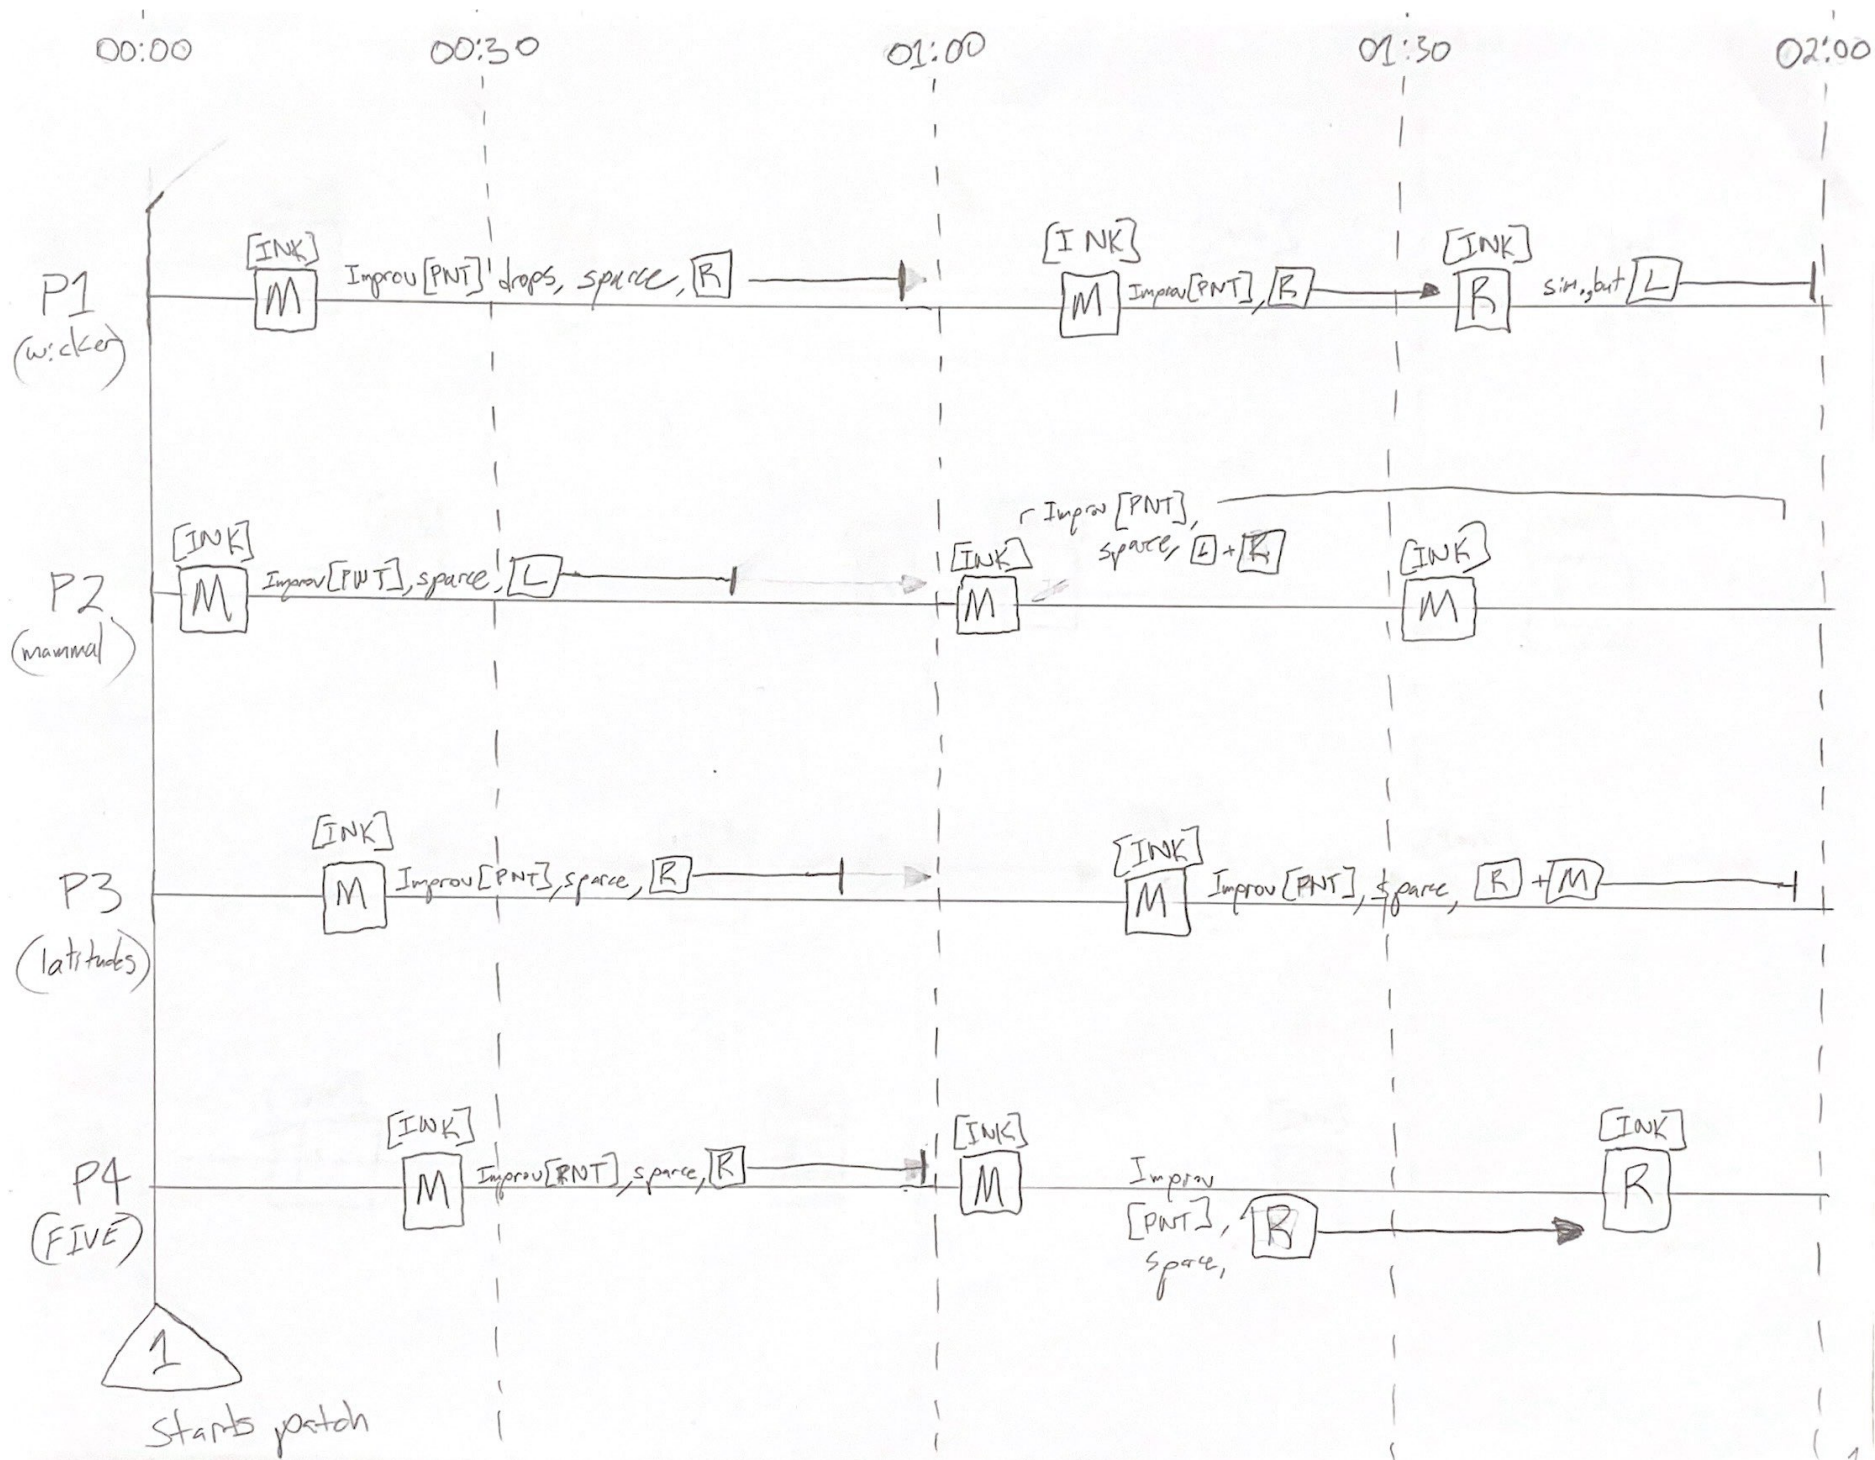 00:00 00:30 01:00 01:30 02:00
[INK] [INK] [INK]
P1 M Improv [PNT] drops, sparce, R M Improv [PNT], R R sim., but L
(wicker)
Improv [PNT],
[INK] [INK] sparce, L + R [INK]
P2 M Improv [PNT], sparce, L M M
(mammal)
[INK] [INK]
P3 M Improv [PNT], sparce, R M Improv [PNT], sparce, R + M
(latitudes)
[INK] [INK] [INK]
P4 M Improv [PNT], sparce, R M Improv R
(FIVE) [PNT], R
sparce,
1
Starts patch